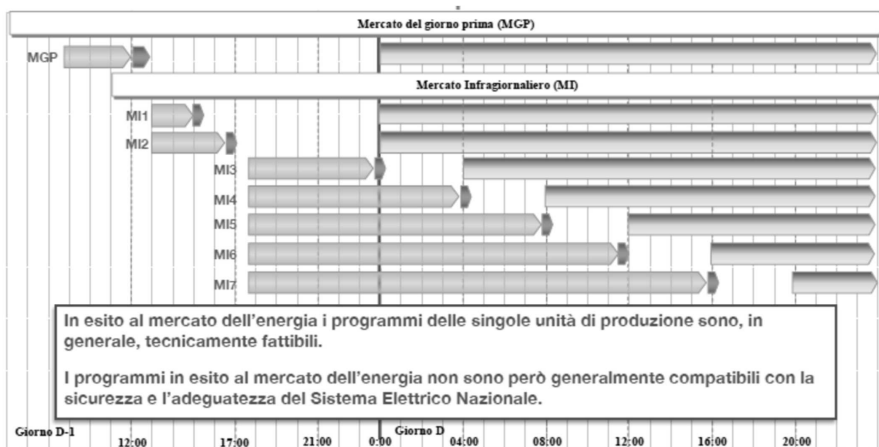 Mercato del giorno prima (MGP)
MGP
Mercato Infragiornaliero (MI)
MI1
MI2
MI3
MI4
MI5
MI6
MI7
In esito al mercato dell'energia i programmi delle singole unità di produzione sono, in
generale, tecnicamente fattibili.
I programmi in esito al mercato dell'energia non sono però generalmente compatibili con la
sicurezza e l'adeguatezza del Sistema Elettrico Nazionale.
Giorno D-1
Giorno D
12:00 17:00 21:00 0:00 04:00 08:00 12:00 16:00 20:00